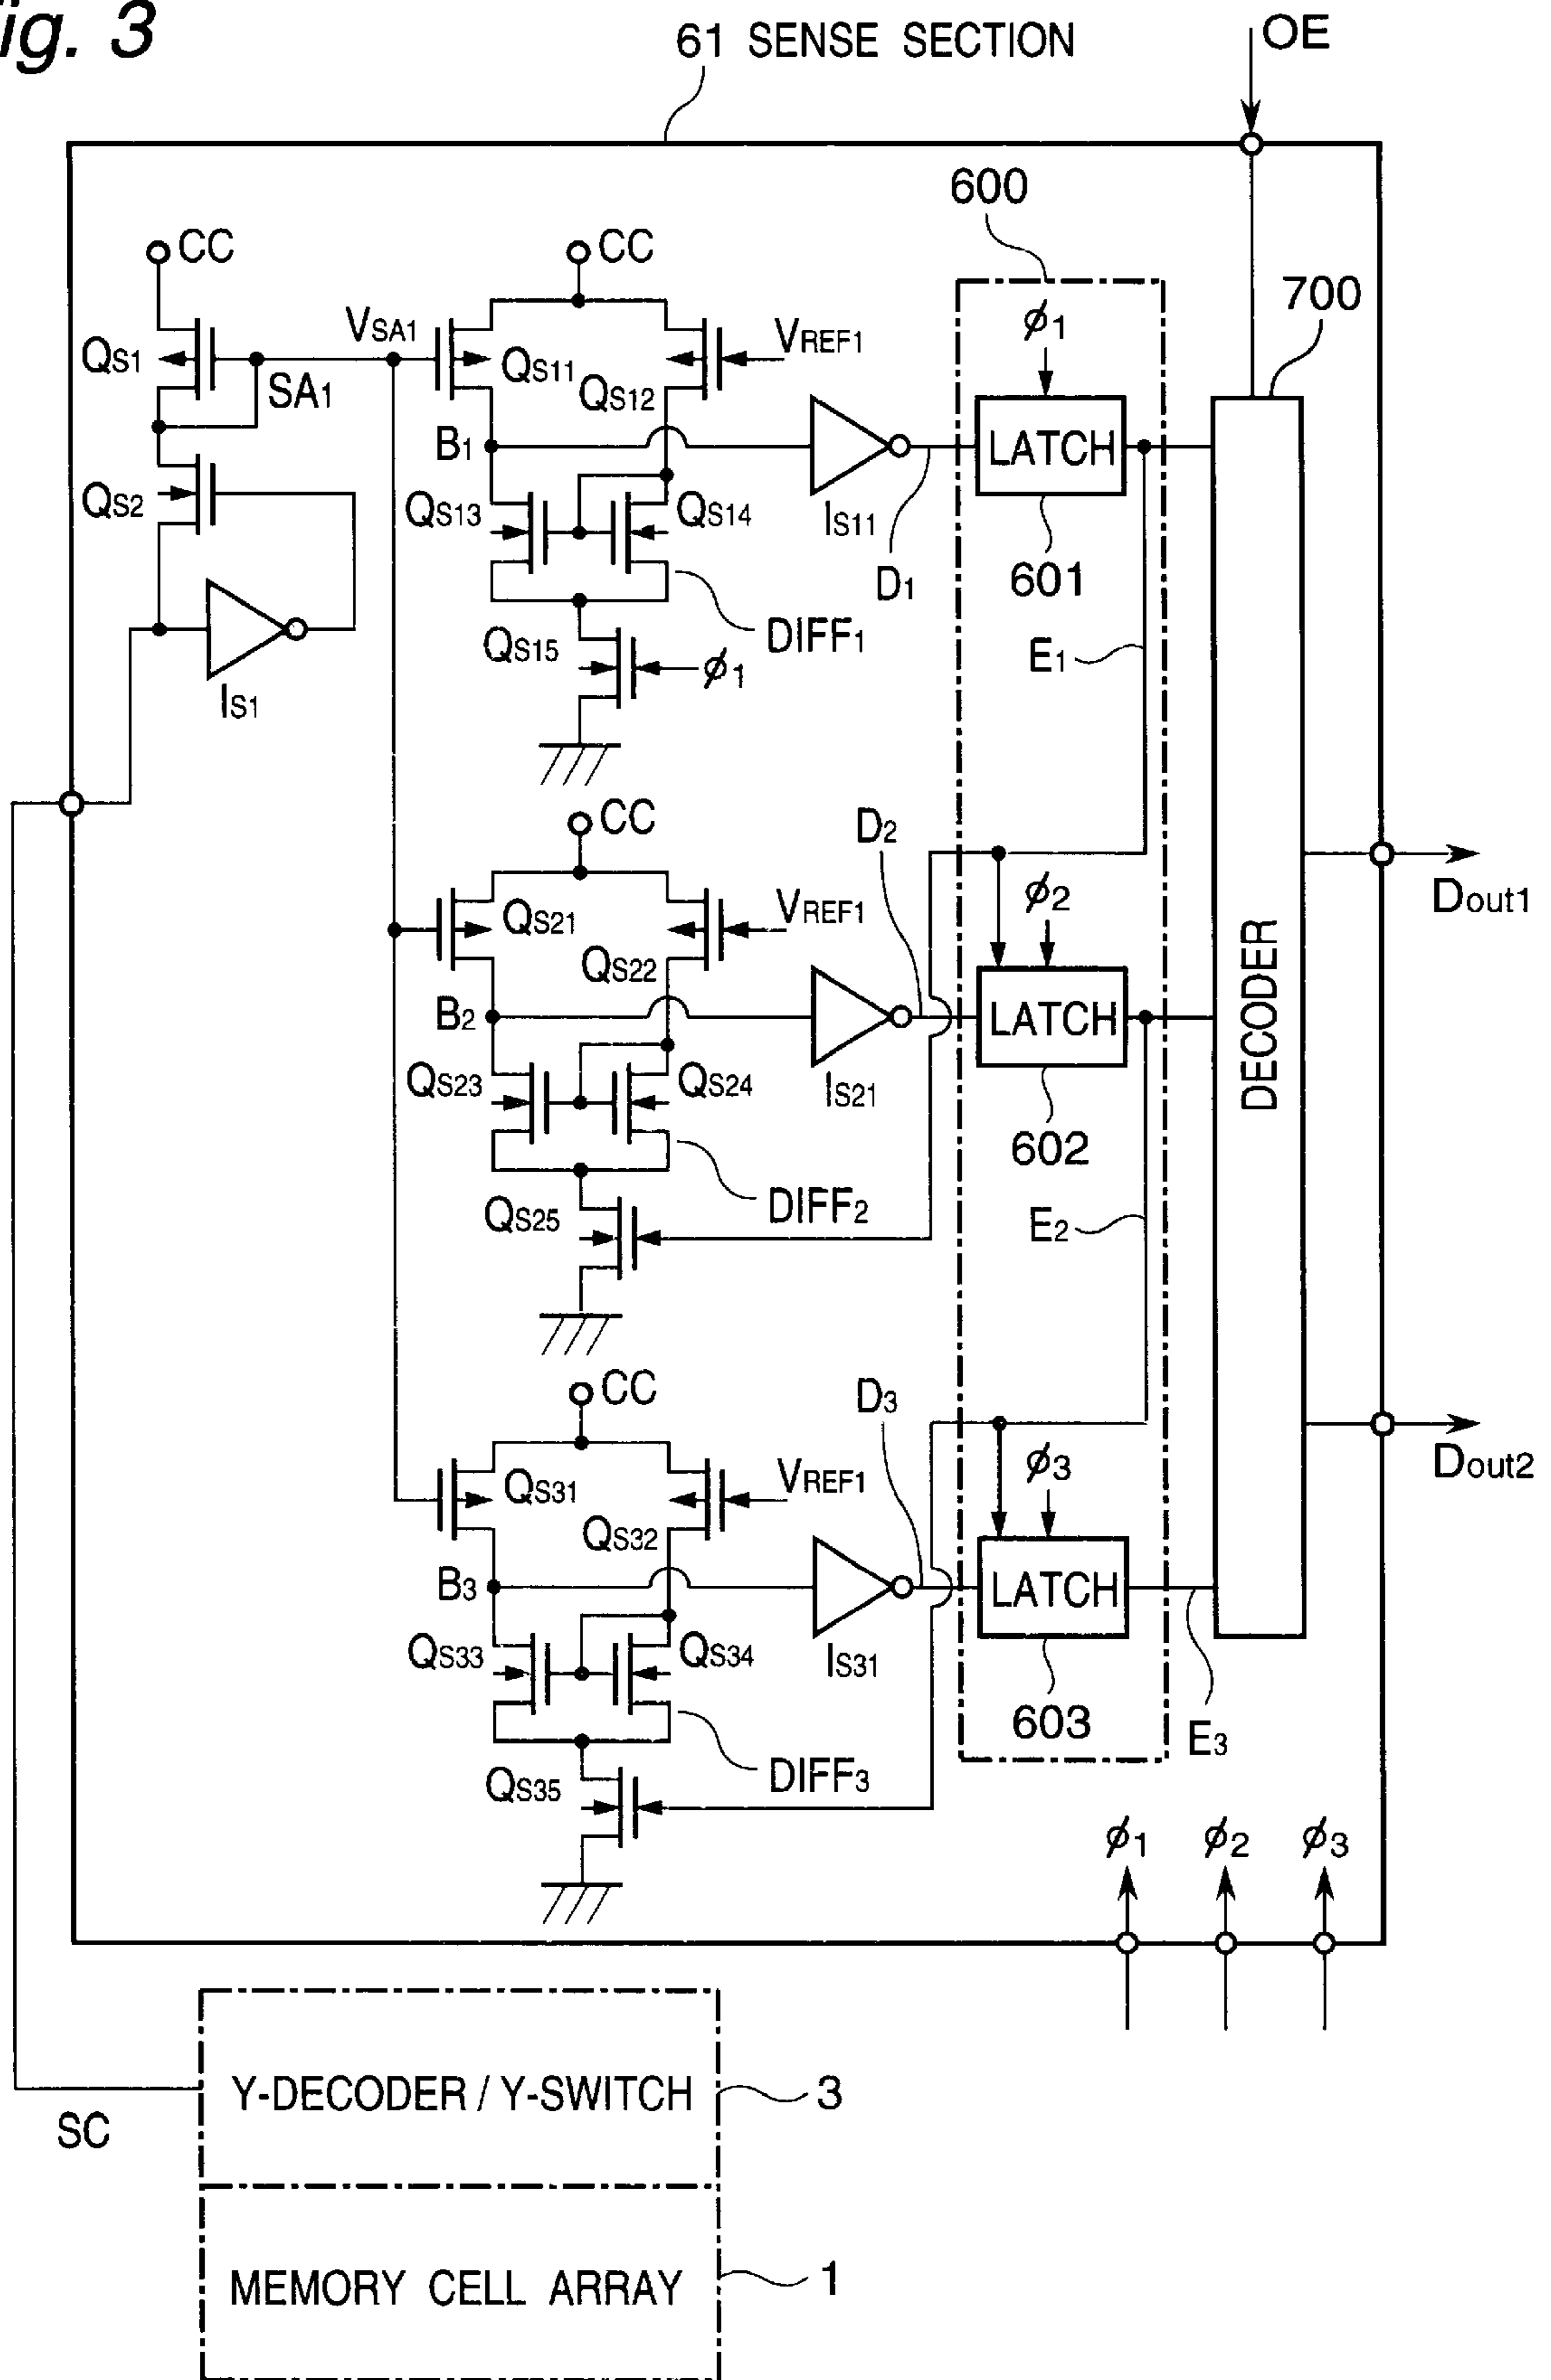 ig. 3
61 SENSE SECTION
OE
600
700
CC
CC
φ1
VSA1
VREF1
QS1
QS11
SA1
QS12
B1
LATCH
QS2
QS13
QS14
IS11
D1
601
DIFF1
E1
QS15
φ1
IS1
CC
D2
Dout1
φ2
QS21
VREF1
QS22
B2
LATCH
DECODER
QS23
QS24
IS21
602
DIFF2
QS25
E2
CC
D3
φ3
Dout2
QS31
VREF1
QS32
B3
LATCH
QS33
QS34
IS31
603
E3
DIFF3
QS35
φ1
φ2
φ3
Y-DECODER / Y-SWITCH
3
SC
MEMORY CELL ARRAY
1